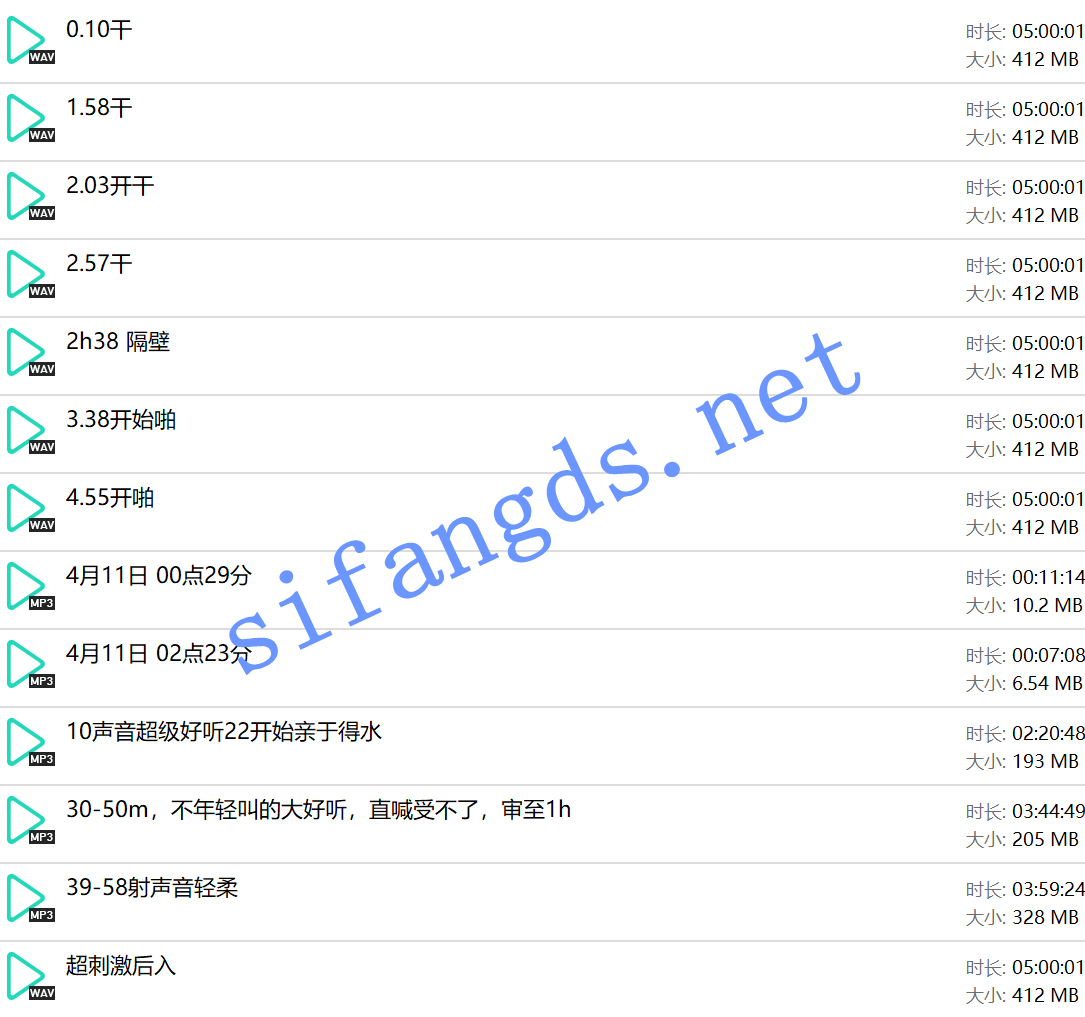 0.10干
时长: 05:00:01
WAV
大小: 412 MB
1.58干
时长: 05:00:01
WAV
大小: 412 MB
2.03开干
时长: 05:00:01
WAV
大小: 412 MB
2.57干
时长: 05:00:01
WAV
大小: 412 MB
2h38 隔壁
时长: 05:00:01
WAV
大小: 412 MB
3.38开始啪
时长: 05:00:01
WAV
大小: 412 MB
4.55开啪
时长: 05:00:01
WAV
大小: 412 MB
4月11日 00点29分
时长: 00:11:14
MP3
大小: 10.2 MB
4月11日 02点23分
时长: 00:07:08
MP3
大小: 6.54 MB
10声音超级好听22开始亲于得水
时长: 02:20:48
MP3
大小: 193 MB
30-50m，不年轻叫的大好听，直喊受不了，审至1h
时长: 03:44:49
MP3
大小: 205 MB
39-58射声音轻柔
时长: 03:59:24
MP3
大小: 328 MB
超刺激后入
时长: 05:00:01
WAV
大小: 412 MB
sifangds.net